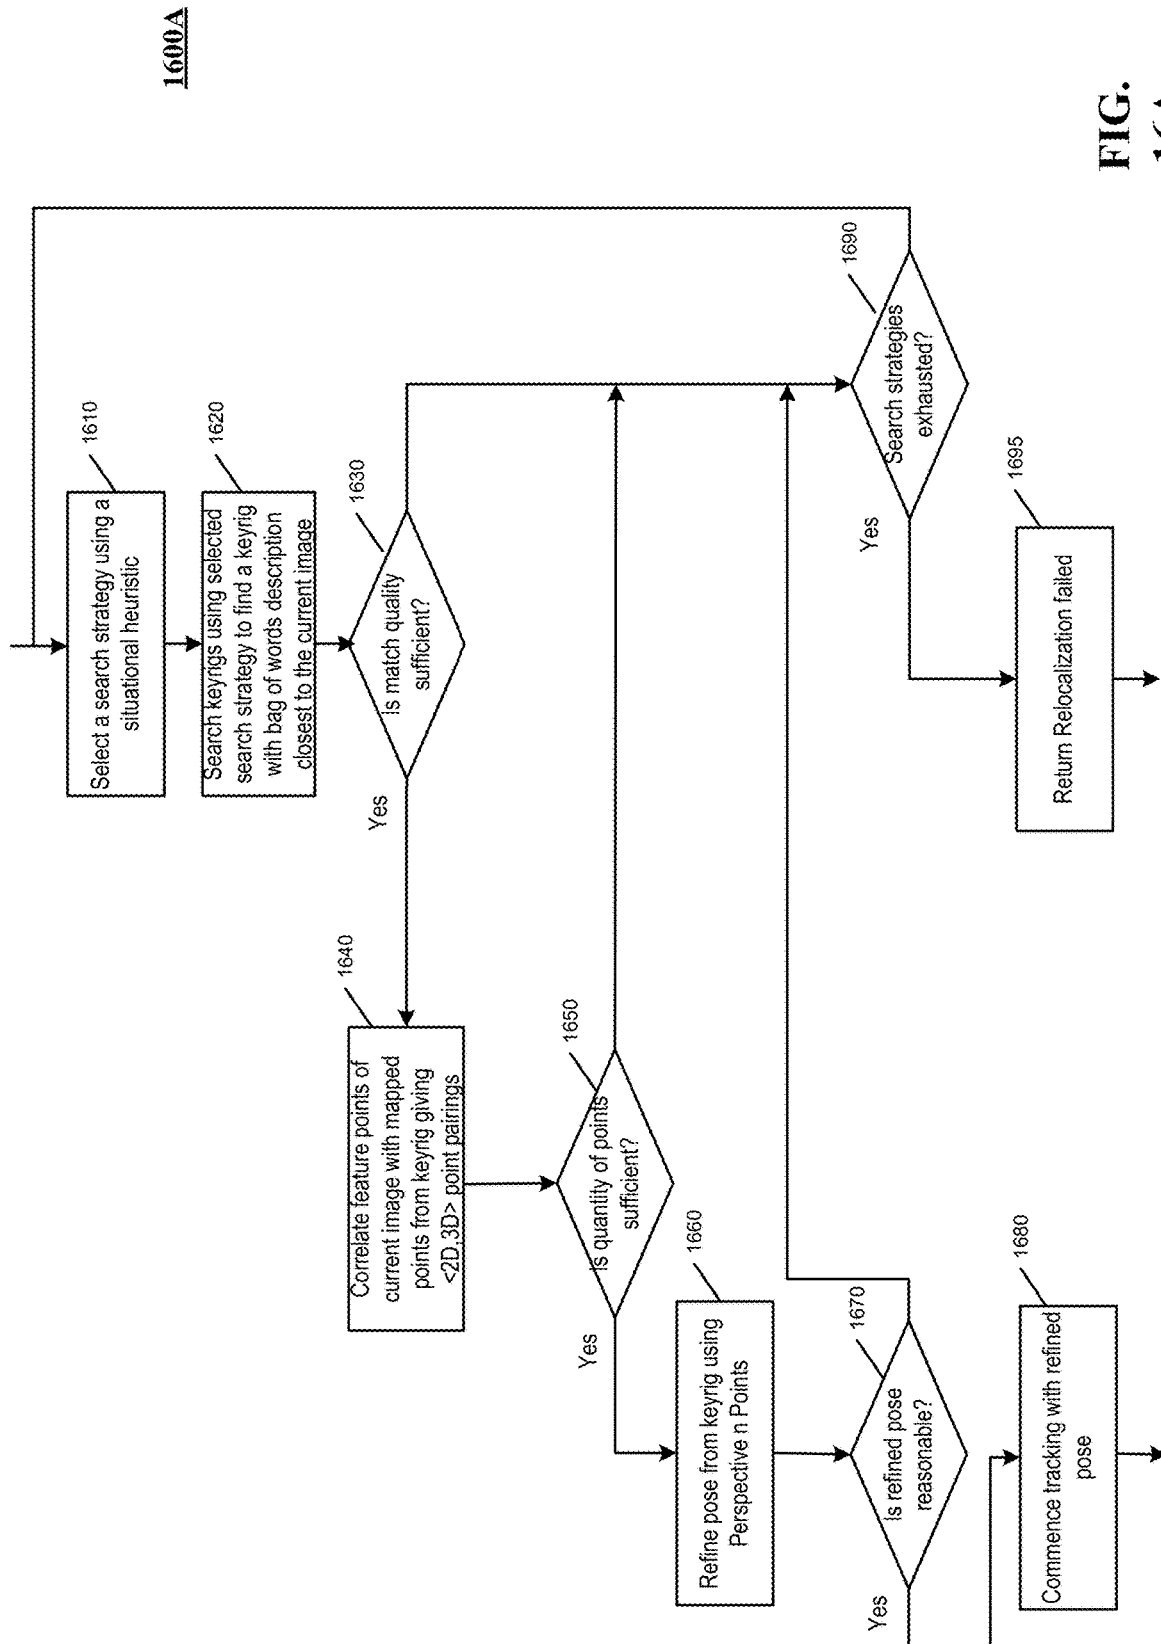 1600A
1610
Select a search strategy using a
situational heuristic
1620
Search keyrigs using selected
search strategy to find a keyrig
with bag of words description
closest to the current image
1630
Is match quality
sufficient?
Yes
1640
Correlate feature points of
current image with mapped
points from keyrig giving
<2D,3D> point pairings
1650
Is quantity of points
sufficient?
Yes
1660
Refine pose from keyrig using
Perspective n Points
1670
Is refined pose
reasonable?
Yes
1680
Commence tracking with refined
pose
1690
Search strategies
exhausted?
Yes
1695
Return Relocalization failed
FIG.